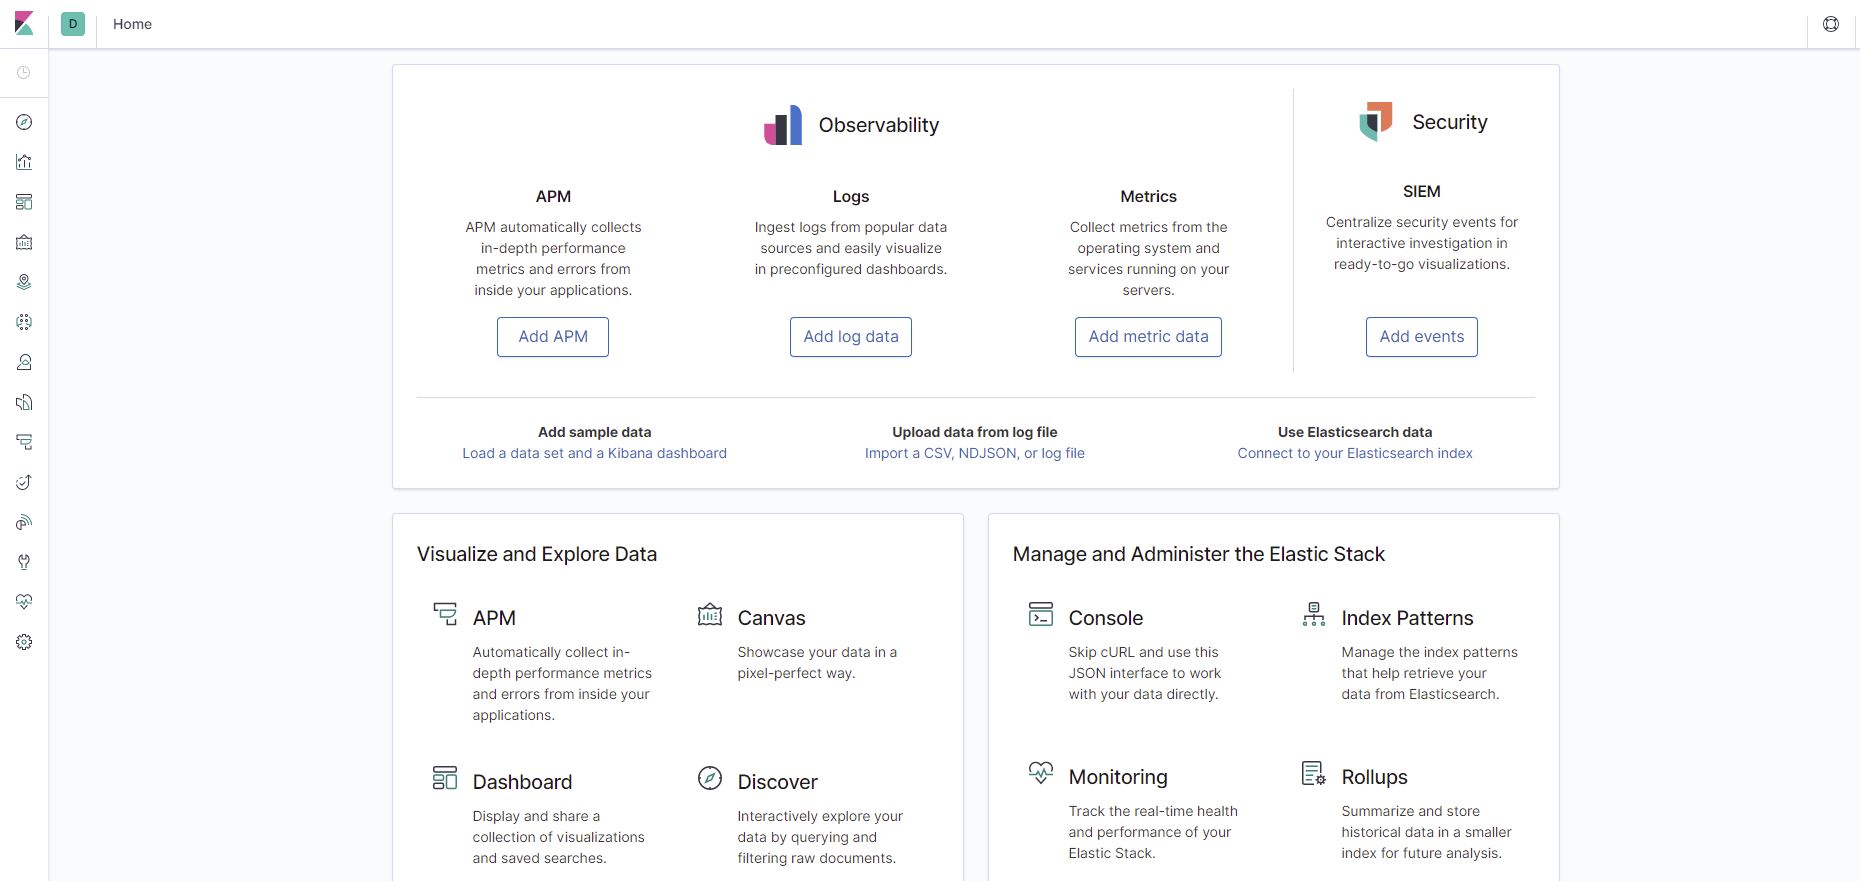 D
Home
Observability
Security
APM
APM automatically collects
in-depth performance
metrics and errors from
inside your applications.
Add APM
Logs
Ingest logs from popular data
sources and easily visualize
in preconfigured dashboards.
Add log data
Metrics
Collect metrics from the
operating system and
services running on your
servers.
Add metric data
SIEM
Centralize security events for
interactive investigation in
ready-to-go visualizations.
Add events
Add sample data
Load a data set and a Kibana dashboard
Upload data from log file
Import a CSV, NDJSON, or log file
Use Elasticsearch data
Connect to your Elasticsearch index
Visualize and Explore Data
APM
Automatically collect in-
depth performance metrics
and errors from inside your
applications.
Canvas
Showcase your data in a
pixel-perfect way.
Dashboard
Display and share a
collection of visualizations
and saved searches.
Discover
Interactively explore your
data by querying and
filtering raw documents.
Manage and Administer the Elastic Stack
Console
Skip cURL and use this
JSON interface to work
with your data directly.
Index Patterns
Manage the index patterns
that help retrieve your
data from Elasticsearch.
Monitoring
Track the real-time health
and performance of your
Elastic Stack.
Rollups
Summarize and store
historical data in a smaller
index for future analysis.